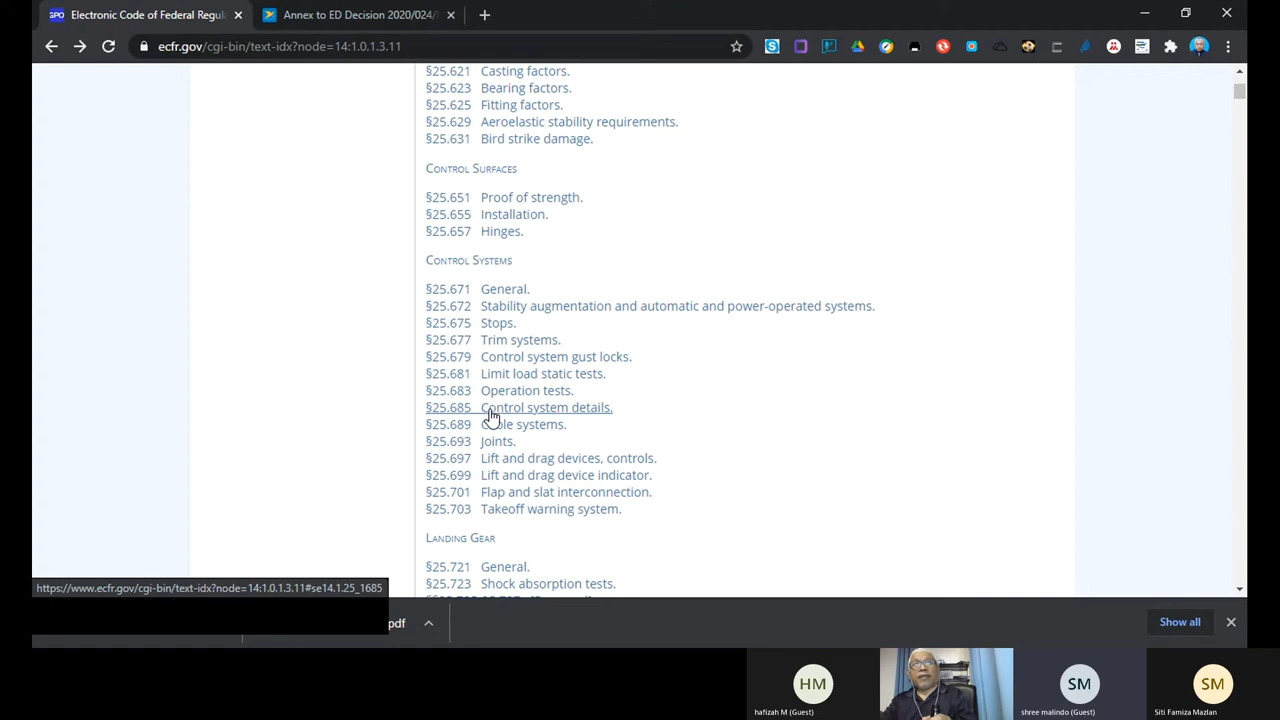 Electronic Code of Federal Regul
Annex to ED Decision 2020/024/
ecfr.gov/cgi-bin/text-idx?node=14:1.0.1.3.11
§25.621 Casting factors.
§25.623 Bearing factors.
§25.625 Fitting factors.
§25.629 Aeroelastic stability requirements.
§25.631 Bird strike damage.
CONTROL SURFACES
§25.651 Proof of strength.
§25.655 Installation.
§25.657 Hinges.
CONTROL SYSTEMS
§25.671 General.
§25.672 Stability augmentation and automatic and power-operated systems.
§25.675 Stops.
§25.677 Trim systems.
§25.679 Control system gust locks.
§25.681 Limit load static tests.
§25.683 Operation tests.
§25.685 Control system details.
§25.689 Cable systems.
§25.693 Joints.
§25.697 Lift and drag devices, controls.
§25.699 Lift and drag device indicator.
§25.701 Flap and slat interconnection.
§25.703 Takeoff warning system.
LANDING GEAR
§25.721 General.
§25.723 Shock absorption tests.
https://www.ecfr.gov/cgi-bin/text-idx?node=14:1.0.1.3.11#se14.1.25_1685
pdf
Show all
HM
SM
SM
hafizah M (Guest)
shree malindo (Guest)
Siti Famiza Mazlan